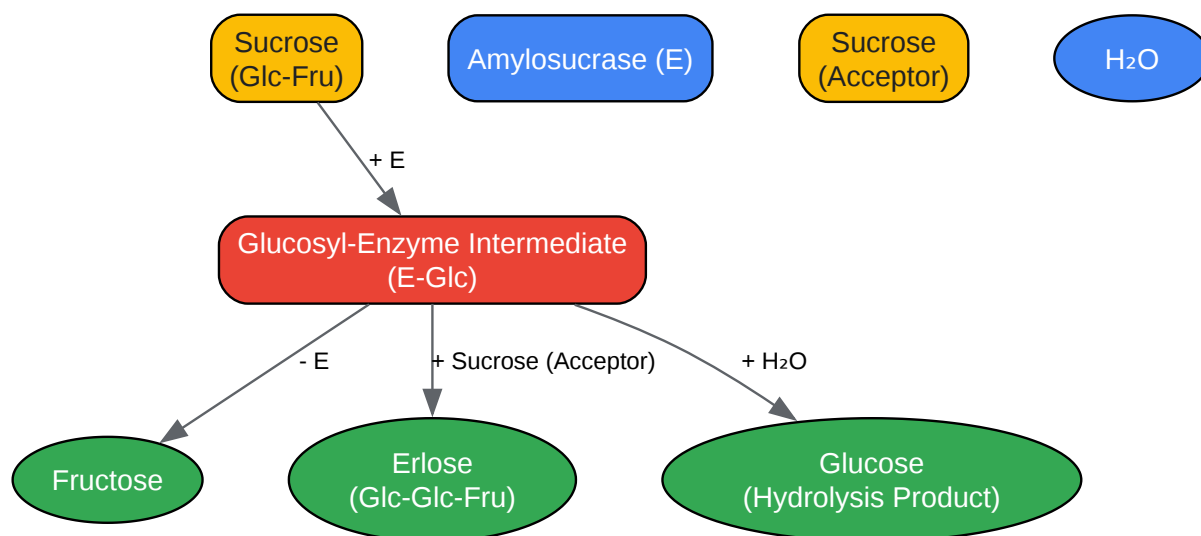 Sucrose
(Glc-Fru)
Amylosucrase (E)
Sucrose
(Acceptor)
H₂O
+ E
Glucosyl-Enzyme Intermediate
(E-Glc)
- E
+ Sucrose (Acceptor)
+ H₂O
Fructose
Erlose
(Glc-Glc-Fru)
Glucose
(Hydrolysis Product)